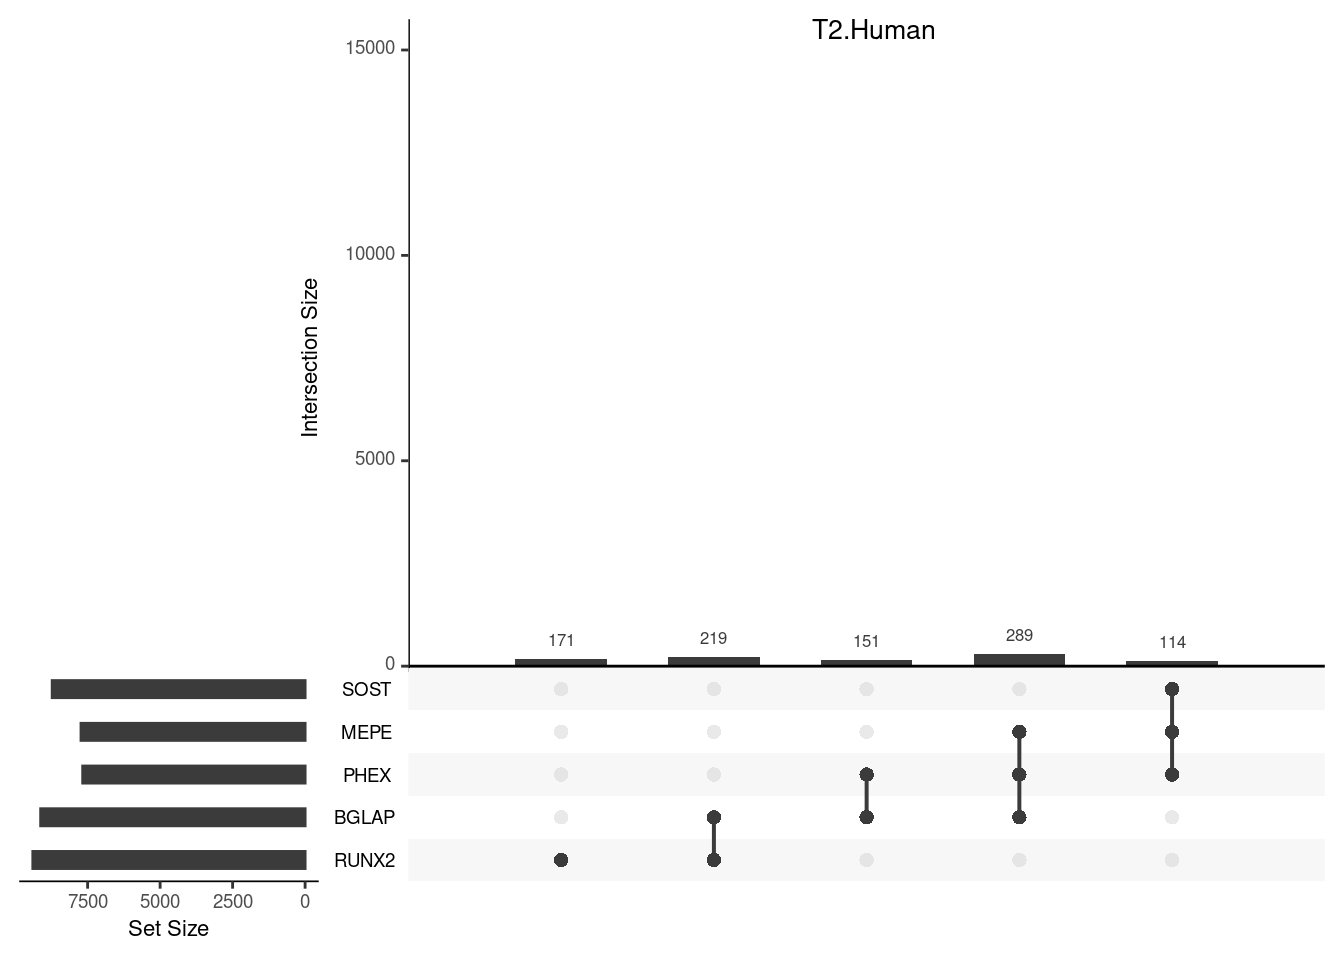 T2.Human
15000
10000
5000
0
Intersection Size
171 219 151 289 114
SOST
MEPE
PHEX
BGLAP
RUNX2
7500 5000 2500 0
Set Size